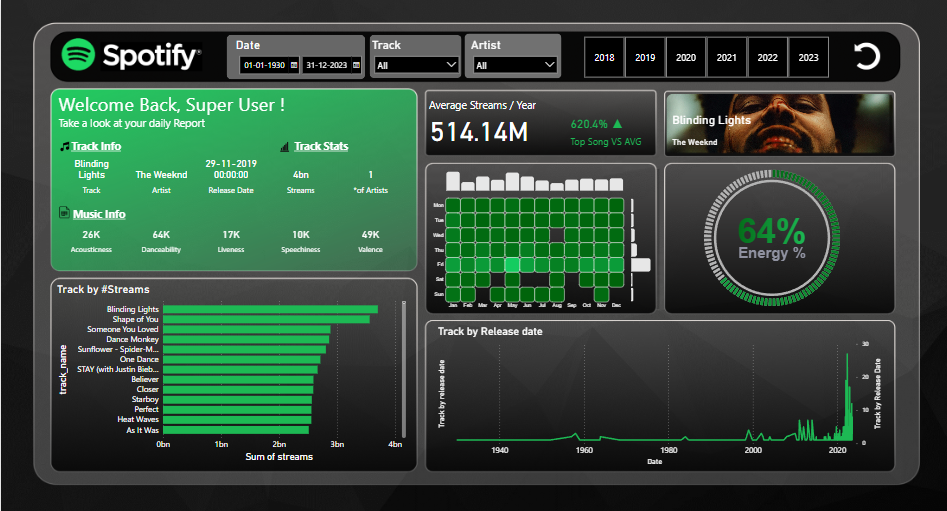 Spotify
Date
01-01-1930
31-12-2023
Track
All
Artist
All
2018
2019
2020
2021
2022
2023
Welcome Back, Super User !
Take a look at your daily Report
Track Info
Track Stats
Blinding
Lights
Track
The Weeknd
Artist
29-11-2019
00:00:00
Release Date
4bn
Streams
1
*of Artists
Music Info
26K
Acousticness
64K
Danceability
17K
Liveness
10K
Speechiness
49K
Valence
Average Streams / Year
514.14M
620.4% ▲
Top Song VS AVG
Blinding Lights
The Weeknd
Mon
Tue
Wed
Thu
Fri
Sat
Sun
Jan
Feb
Mar
Apr
May
Jun
Jul
Aug
Sep
Oct
Nov
Dec
64%
Energy %
Track by #Streams
track_name
Blinding Lights
Shape of You
Someone You Loved
Dance Monkey
Sunflower - Spider-M...
One Dance
STAY (with Justin Bieb...
Believer
Closer
Starboy
Perfect
Heat Waves
As It Was
0bn
1bn
2bn
3bn
4bn
Sum of streams
Track by Release date
Track by release date
30
20
10
0
Track by Release Date
1940
1960
1980
2000
2020
Date